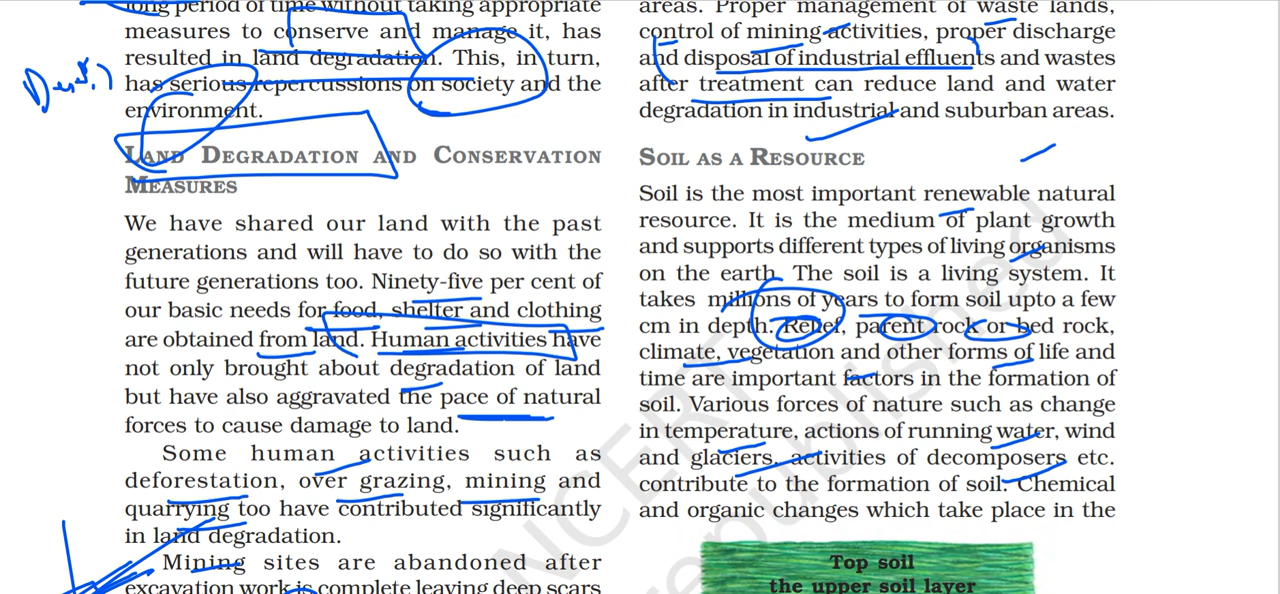 long period of time without taking appropriate
measures to conserve and manage it, has
resulted in land degradation. This, in turn,
has serious repercussions on society and the
environment.
LAND DEGRADATION AND CONSERVATION
MEASURES
We have shared our land with the past
generations and will have to do so with the
future generations too. Ninety-five per cent of
our basic needs for food, shelter and clothing
are obtained from land. Human activities have
not only brought about degradation of land
but have also aggravated the pace of natural
forces to cause damage to land.
Some human activities such as
deforestation, over grazing, mining and
quarrying too have contributed significantly
in land degradation.
Mining sites are abandoned after
excavation work is complete leaving deep scars
areas. Proper management of waste lands,
control of mining activities, proper discharge
and disposal of industrial effluents and wastes
after treatment can reduce land and water
degradation in industrial and suburban areas.
SOIL AS A RESOURCE
Soil is the most important renewable natural
resource. It is the medium of plant growth
and supports different types of living organisms
on the earth. The soil is a living system. It
takes millions of years to form soil upto a few
cm in depth. Relief, parent rock or bed rock,
climate, vegetation and other forms of life and
time are important factors in the formation of
soil. Various forces of nature such as change
in temperature, actions of running water, wind
and glaciers, activities of decomposers etc.
contribute to the formation of soil. Chemical
and organic changes which take place in the
Top soil
the upper soil layer
NCERT
republished